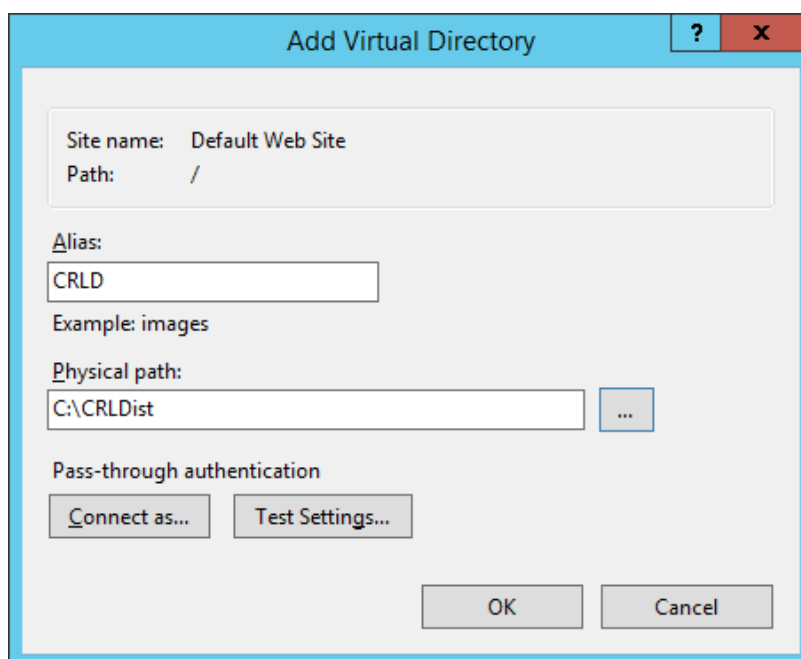 Add Virtual Directory
?
x
Site name: Default Web Site
Path: /
Alias:
CRLD
Example: images
Physical path:
C:\CRLDist
...
Pass-through authentication
Connect as... Test Settings...
OK Cancel